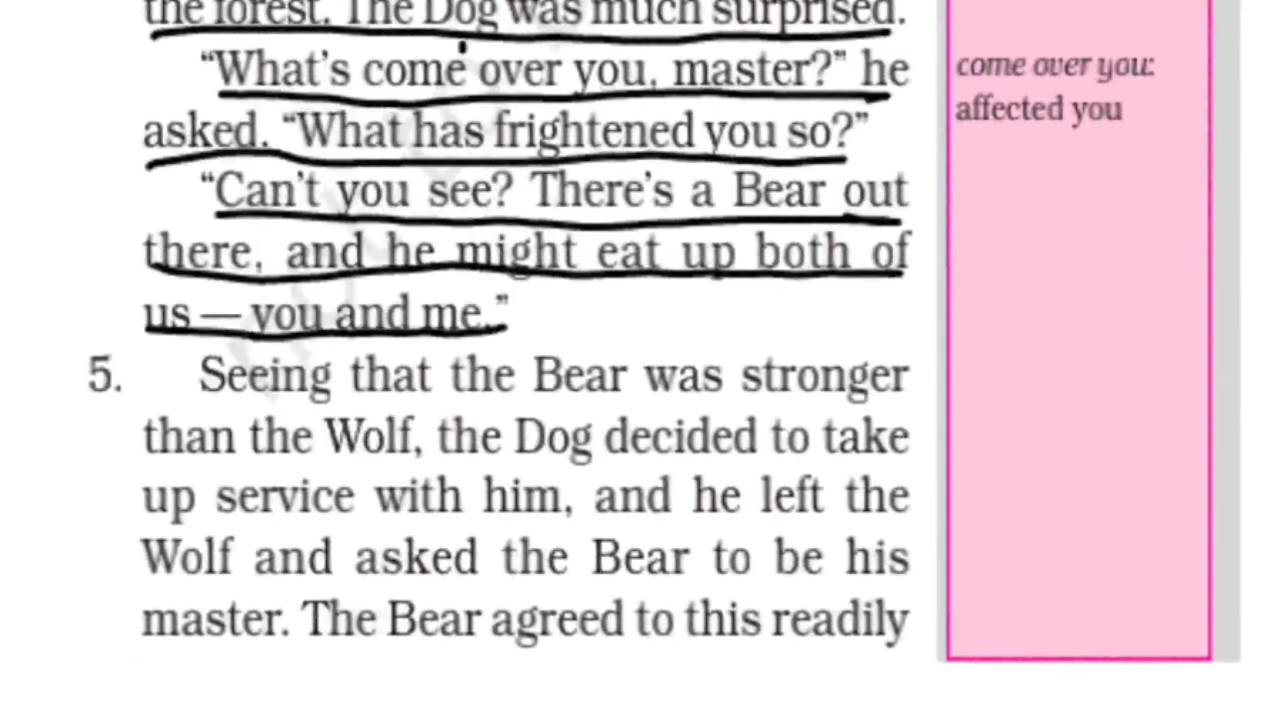 the forest. The Dog was much surprised.
“What’s come over you, master?” he
asked. “What has frightened you so?”
“Can’t you see? There’s a Bear out
there, and he might eat up both of
us — you and me.”
5. Seeing that the Bear was stronger
than the Wolf, the Dog decided to take
up service with him, and he left the
Wolf and asked the Bear to be his
master. The Bear agreed to this readily
come over you:
affected you